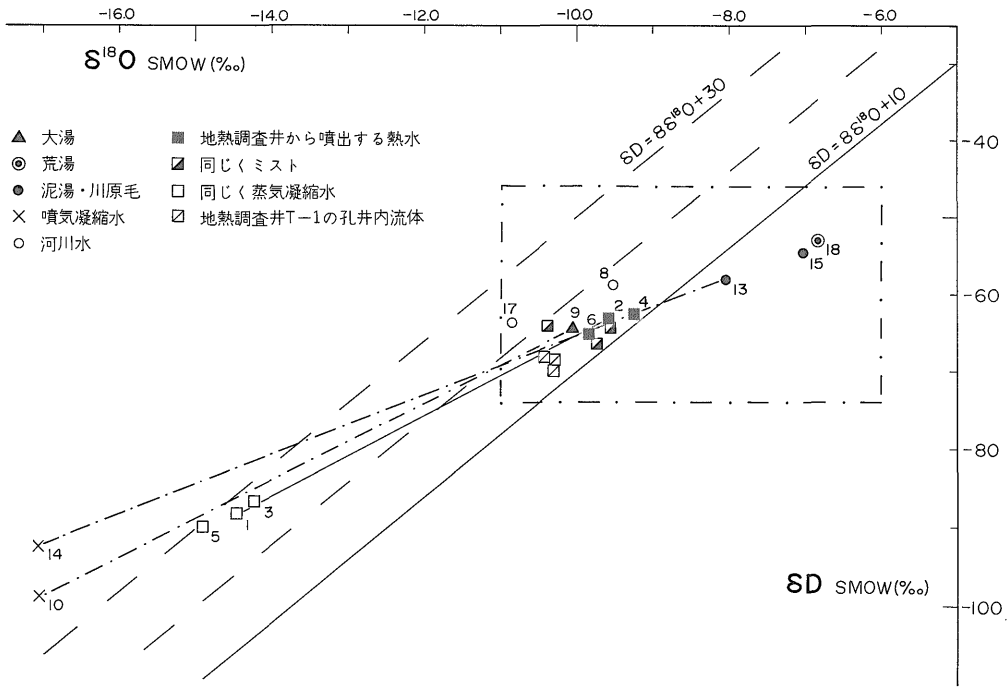 -16.0 -14.0 -12.0 -10.0 -8.0 -6.0
δ¹⁸O SMOW(‰)
δD=8δ¹⁸O+30
δD=8δ¹⁸O+10
大湯
荒湯
泥湯・川原毛
噴気凝縮水
河川水
地熱調査井から噴出する熱水
同じくミスト
同じく蒸気凝縮水
地熱調査井T-1の孔井内流体
-40
-60
-80
-100
8
17
9
6
2
4
13
15
18
5
1
3
14
10
δD SMOW(‰)